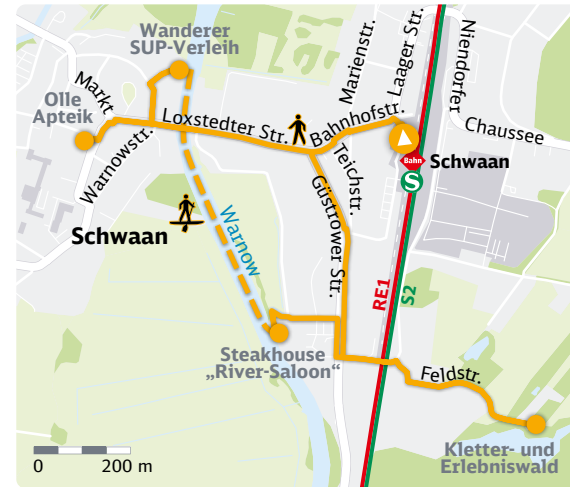 Wanderer
SUP-Verleih
Marienstr.
Laager Str.
Niendorfer
Chaussee
Markt
Olle
Apteik
Warnowstr.
Loxstedter Str.
Bahnhofstr.
Bahn
Schwaan
S
Teichstr.
Güstrower Str.
Schwaan
Warnow
RE1
S2
Steakhouse
„River-Saloon“
Feldstr.
Kletter- und
Erlebniswald
0 200 m